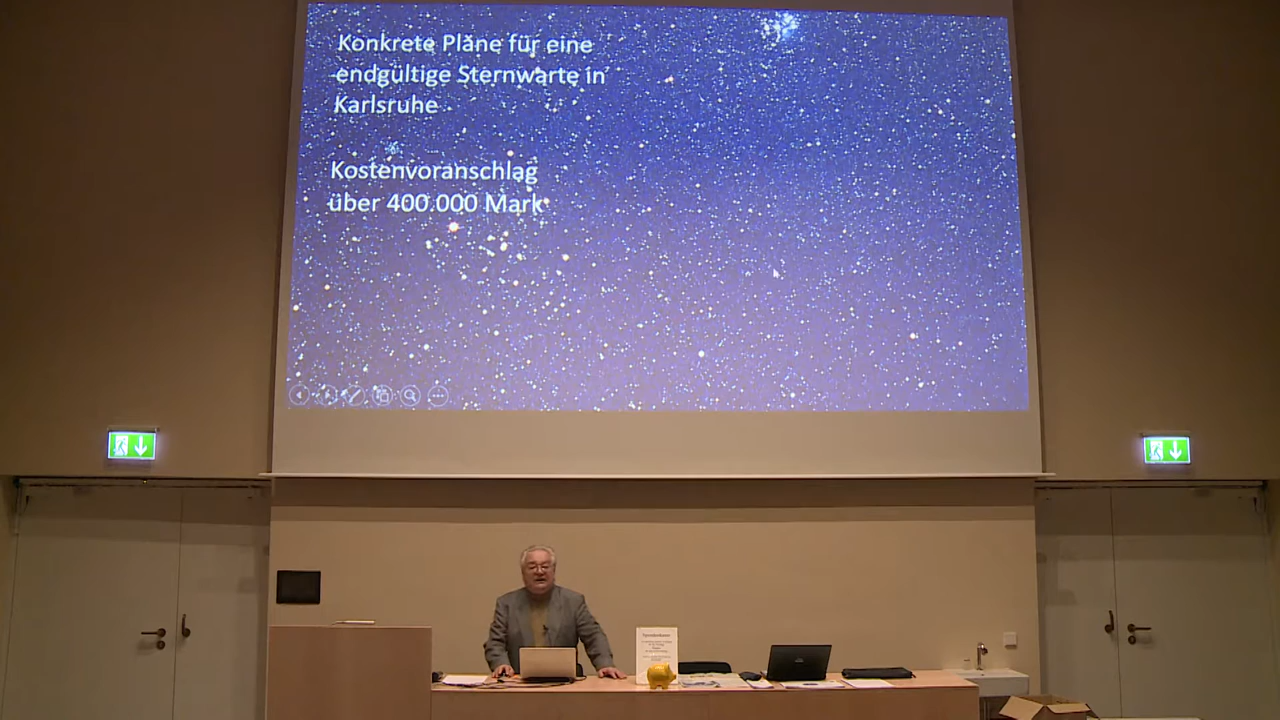 Konkrete Pläne für eine
endgültige Sternwarte in
Karlsruhe
Kostenvoranschlag
über 400.000 Mark